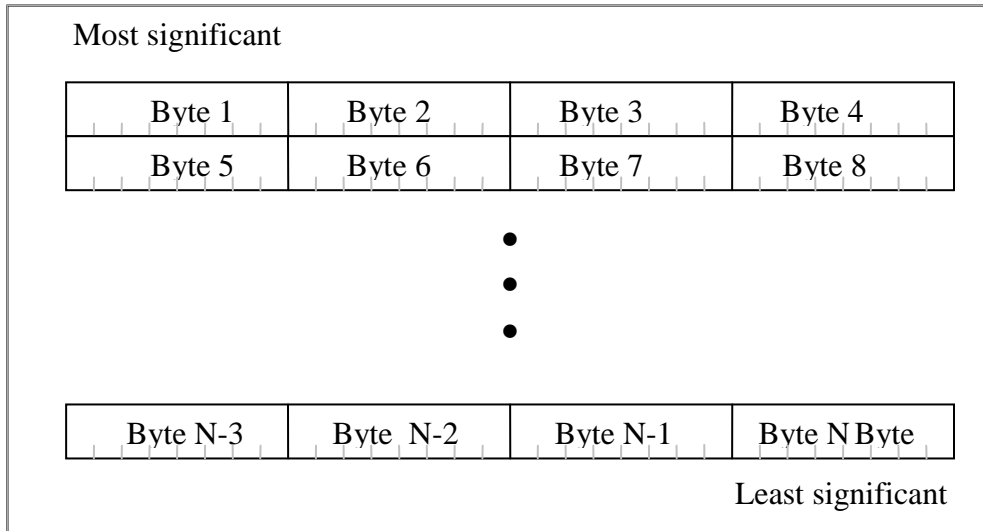 Most significant
Byte 1 Byte 2 Byte 3 Byte 4
Byte 5 Byte 6 Byte 7 Byte 8
Byte N-3 Byte N-2 Byte N-1 Byte N Byte
Least significant